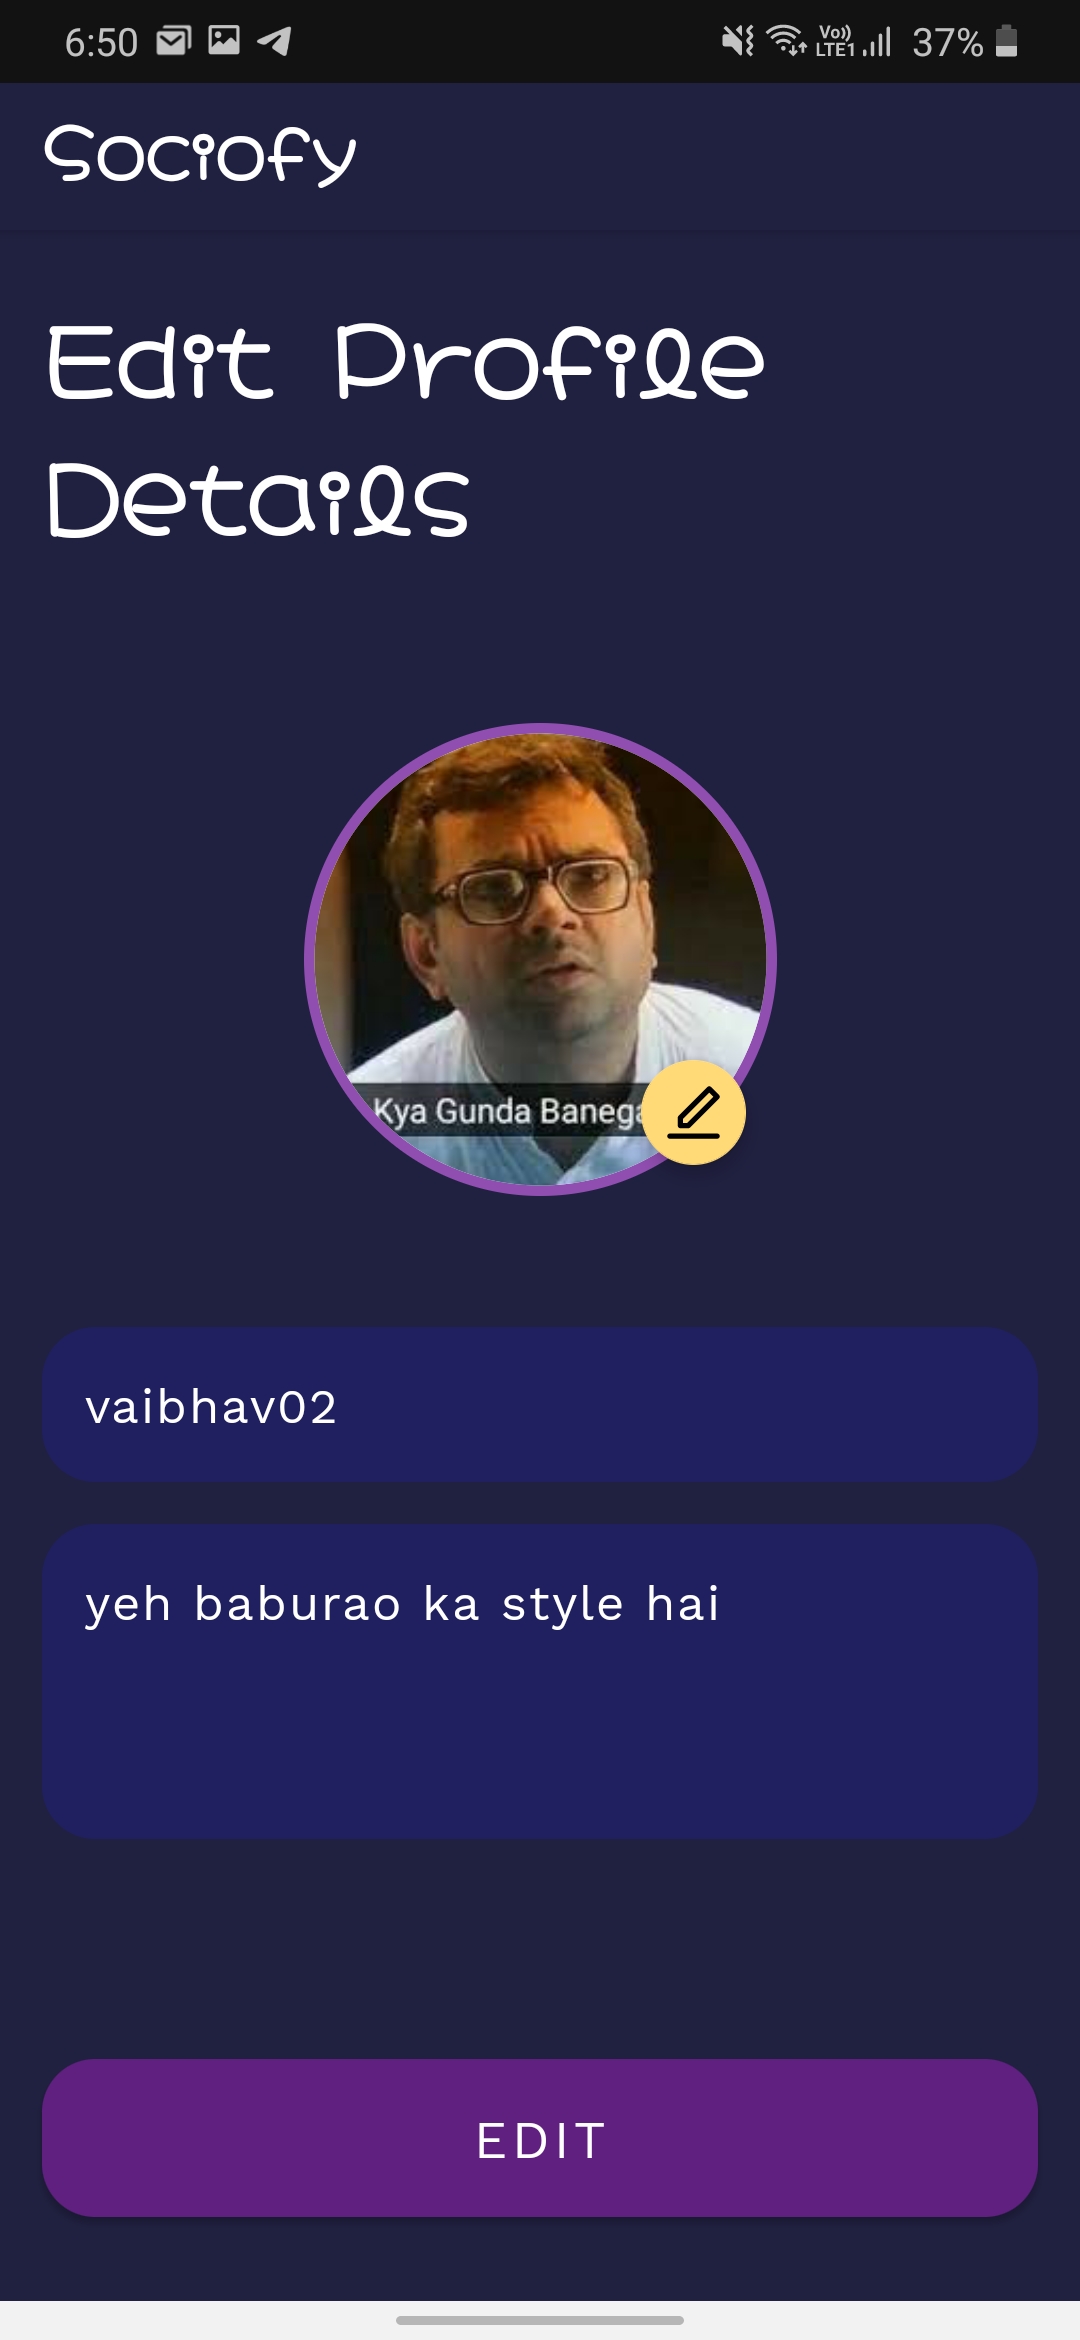 6:50 Vo)) LTE1 37%
Sociofy
Edit Profile
Details
Kya Gunda Banega
vaibhav02
yeh baburao ka style hai
EDIT